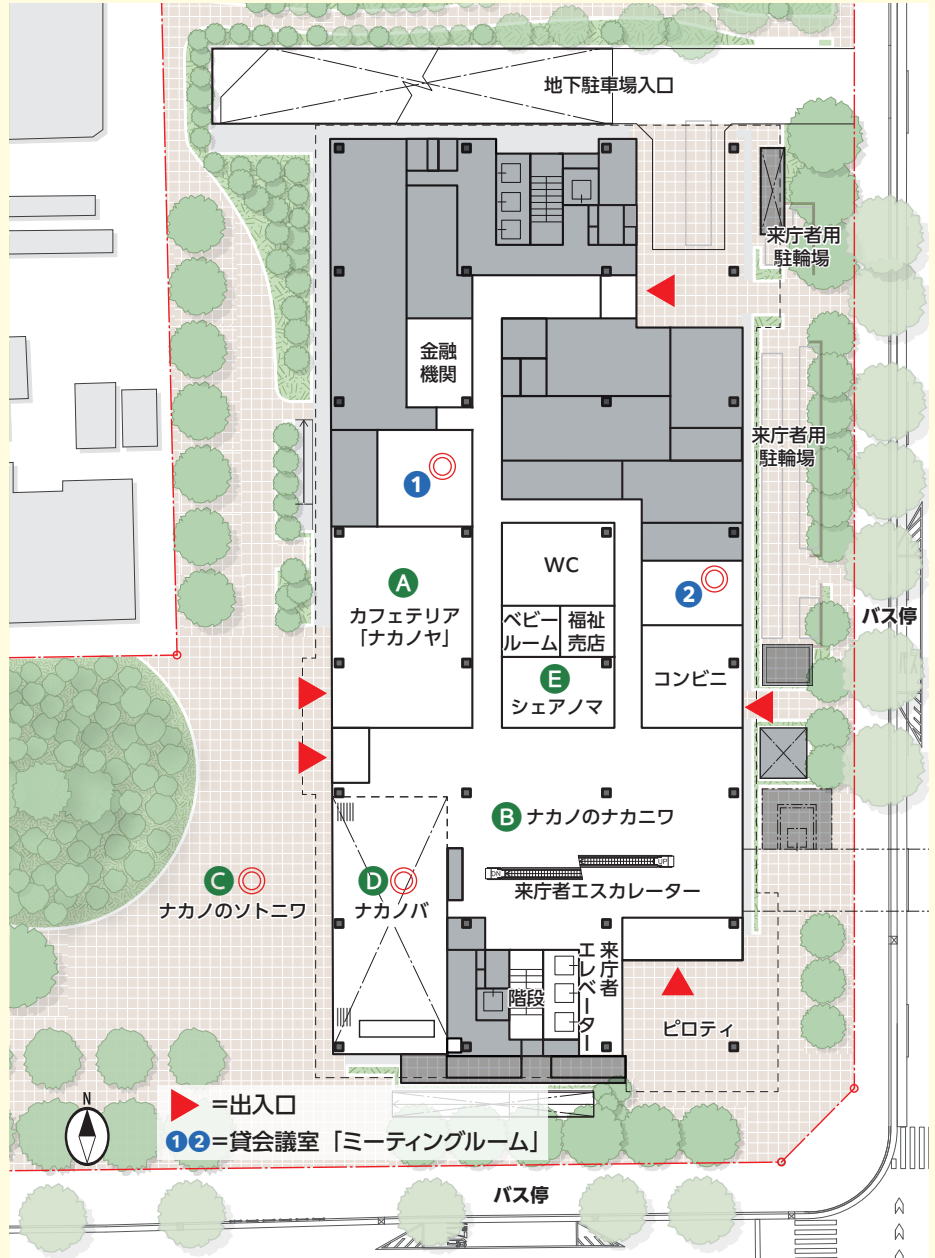 地下駐車場入口
来庁者用
駐輪場
金融
機関
来庁者用
駐輪場
1
WC
A
カフェテリア
「ナカノヤ」
2
ベビー
ルーム
福祉
売店
バス停
E
シェアノマ
コンビニ
B ナカノのナカニワ
UP
DN
来庁者エスカレーター
C
ナカノのソトニワ
D
ナカノバ
来庁者
エレベーター
階段
ピロティ
N
=出入口
12=貸会議室「ミーティングルーム」
バス停